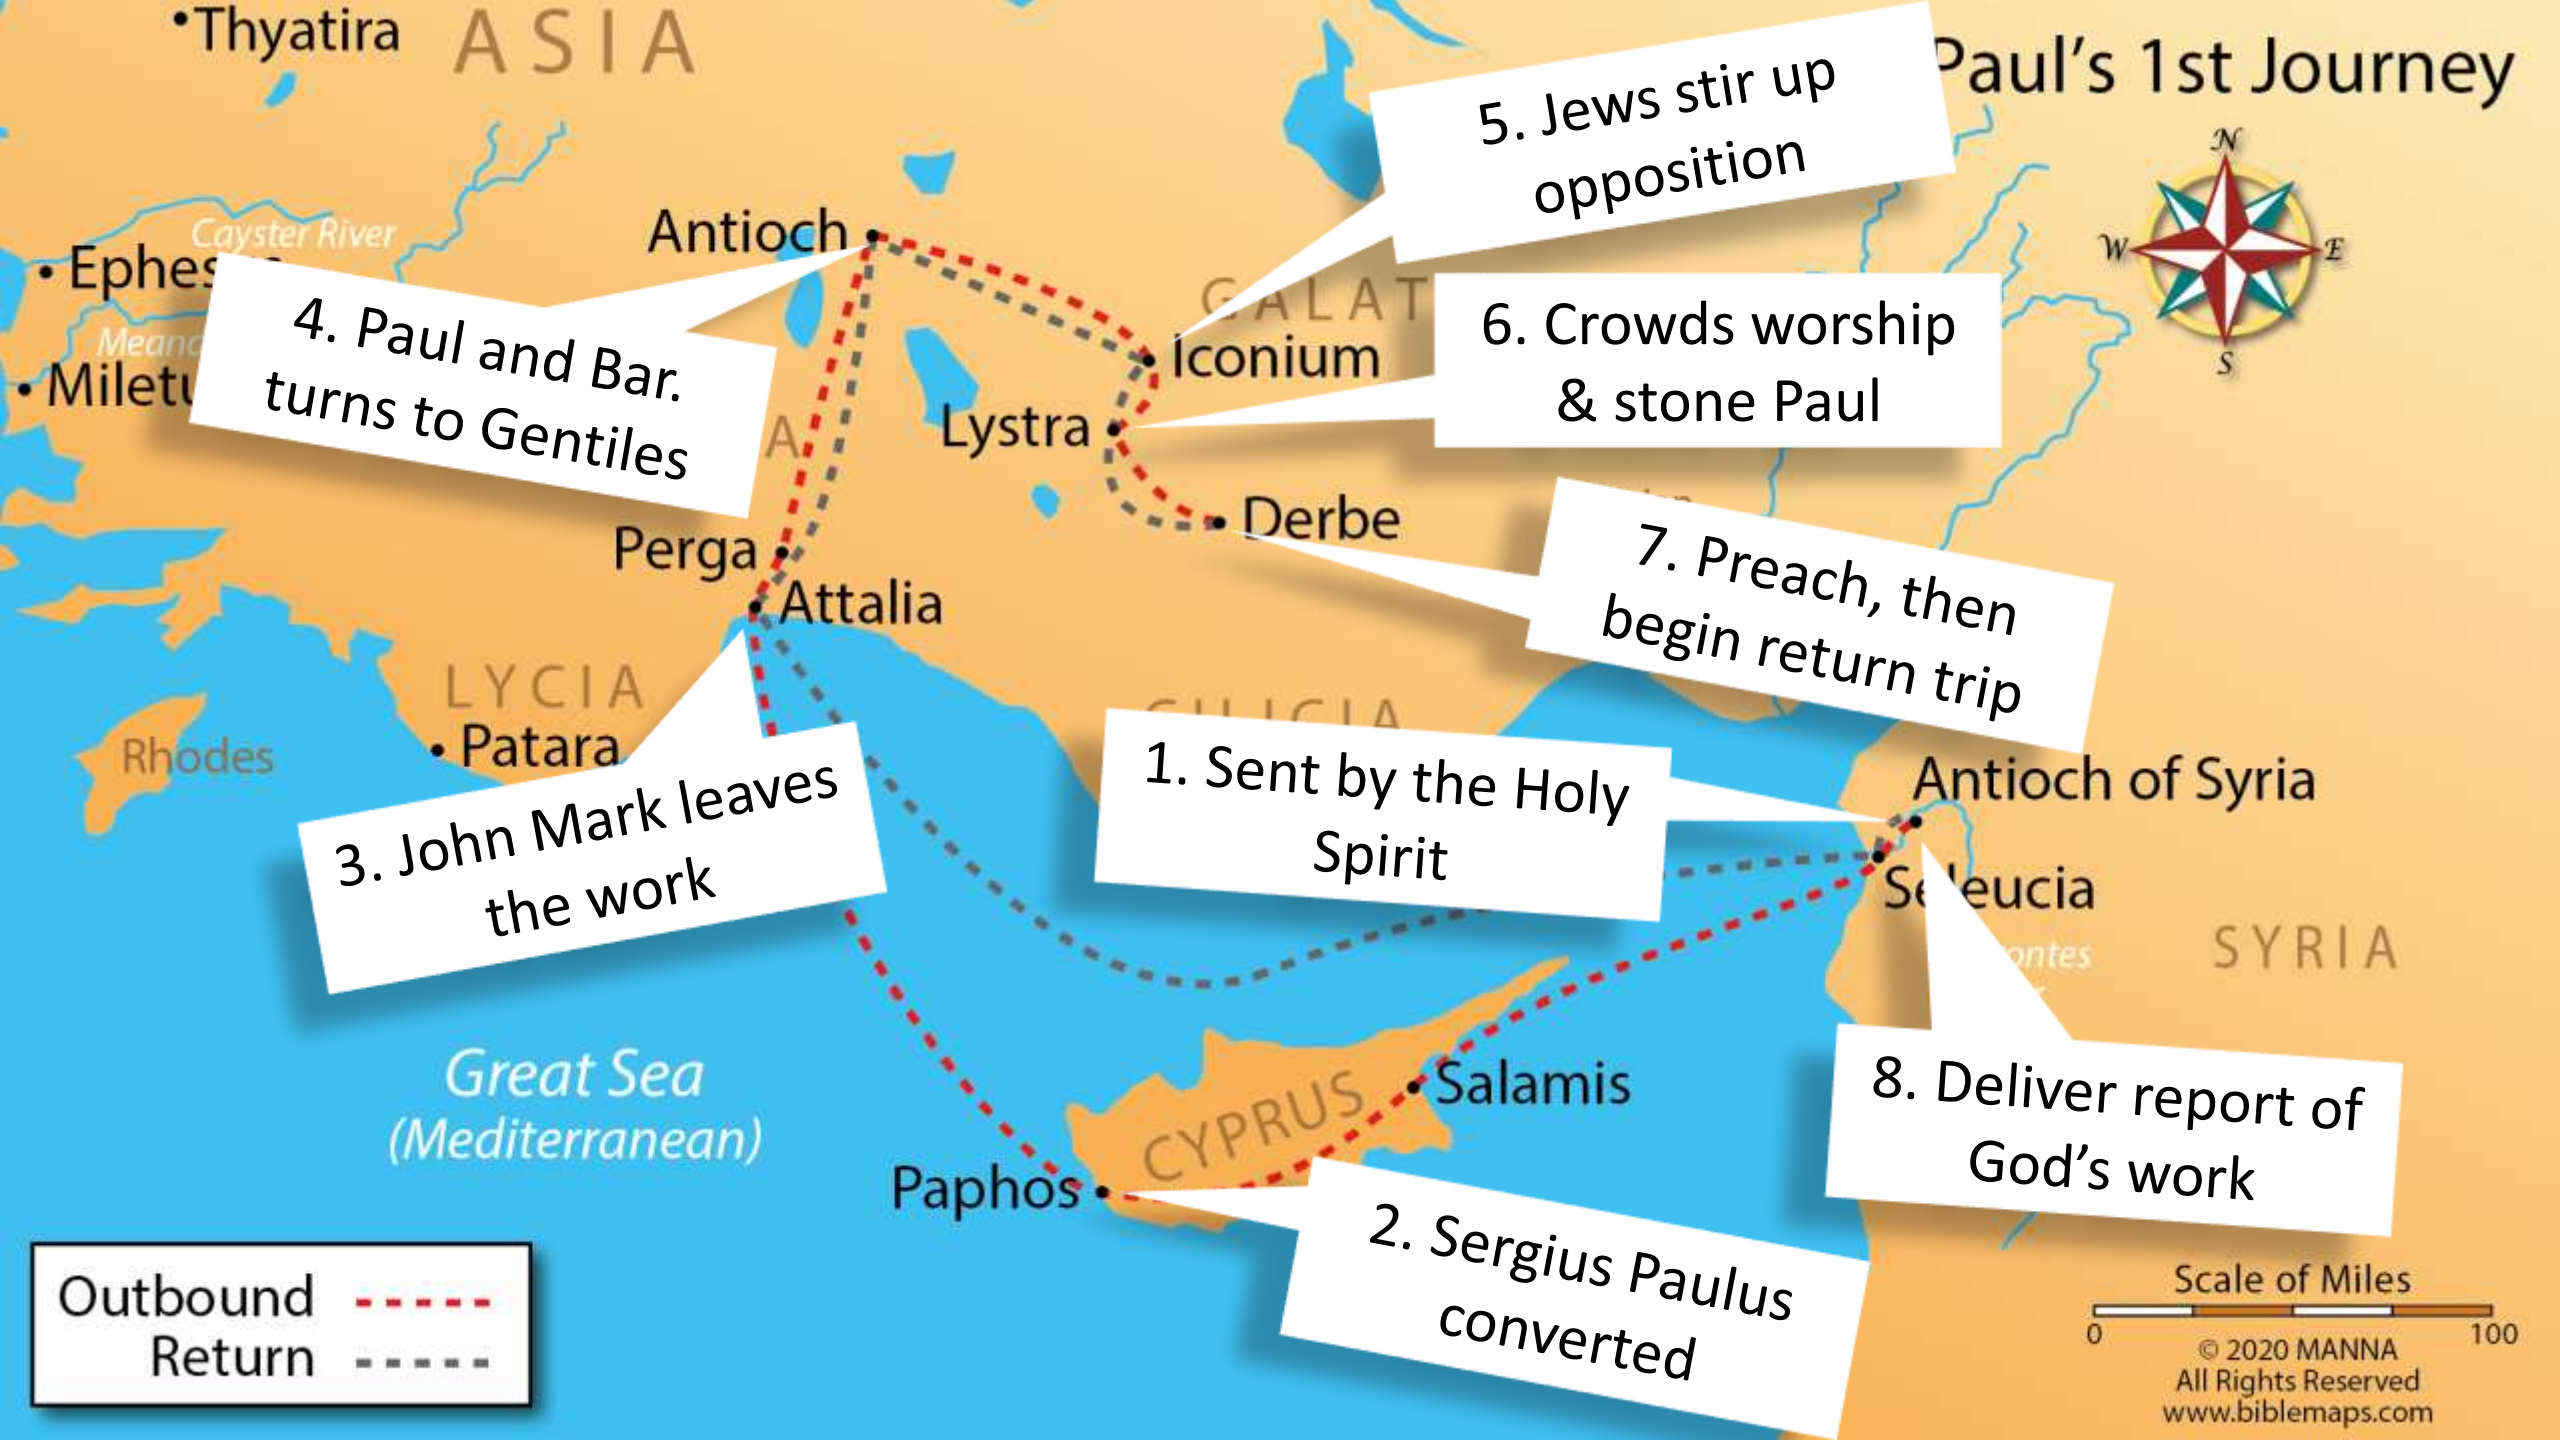 •Thyatira
ASIA
Paul's 1st Journey
5. Jews stir up
opposition
N
W
E
S
Cayster River
Antioch
4. Paul and Bar.
turns to Gentiles
Iconium
6. Crowds worship
& stone Paul
Lystra
Derbe
7. Preach, then
begin return trip
Perga
Attalia
LYCIA
Patara
Rhodes
CILICIA
3. John Mark leaves
the work
1. Sent by the Holy
Spirit
Antioch of Syria
Seleucia
SYRIA
Great Sea
(Mediterranean)
CYPRUS
Salamis
Paphos
8. Deliver report of
God's work
2. Sergius Paulus
converted
Outbound
Return
Scale of Miles
0
100
© 2020 MANNA
All Rights Reserved
www.biblemaps.com